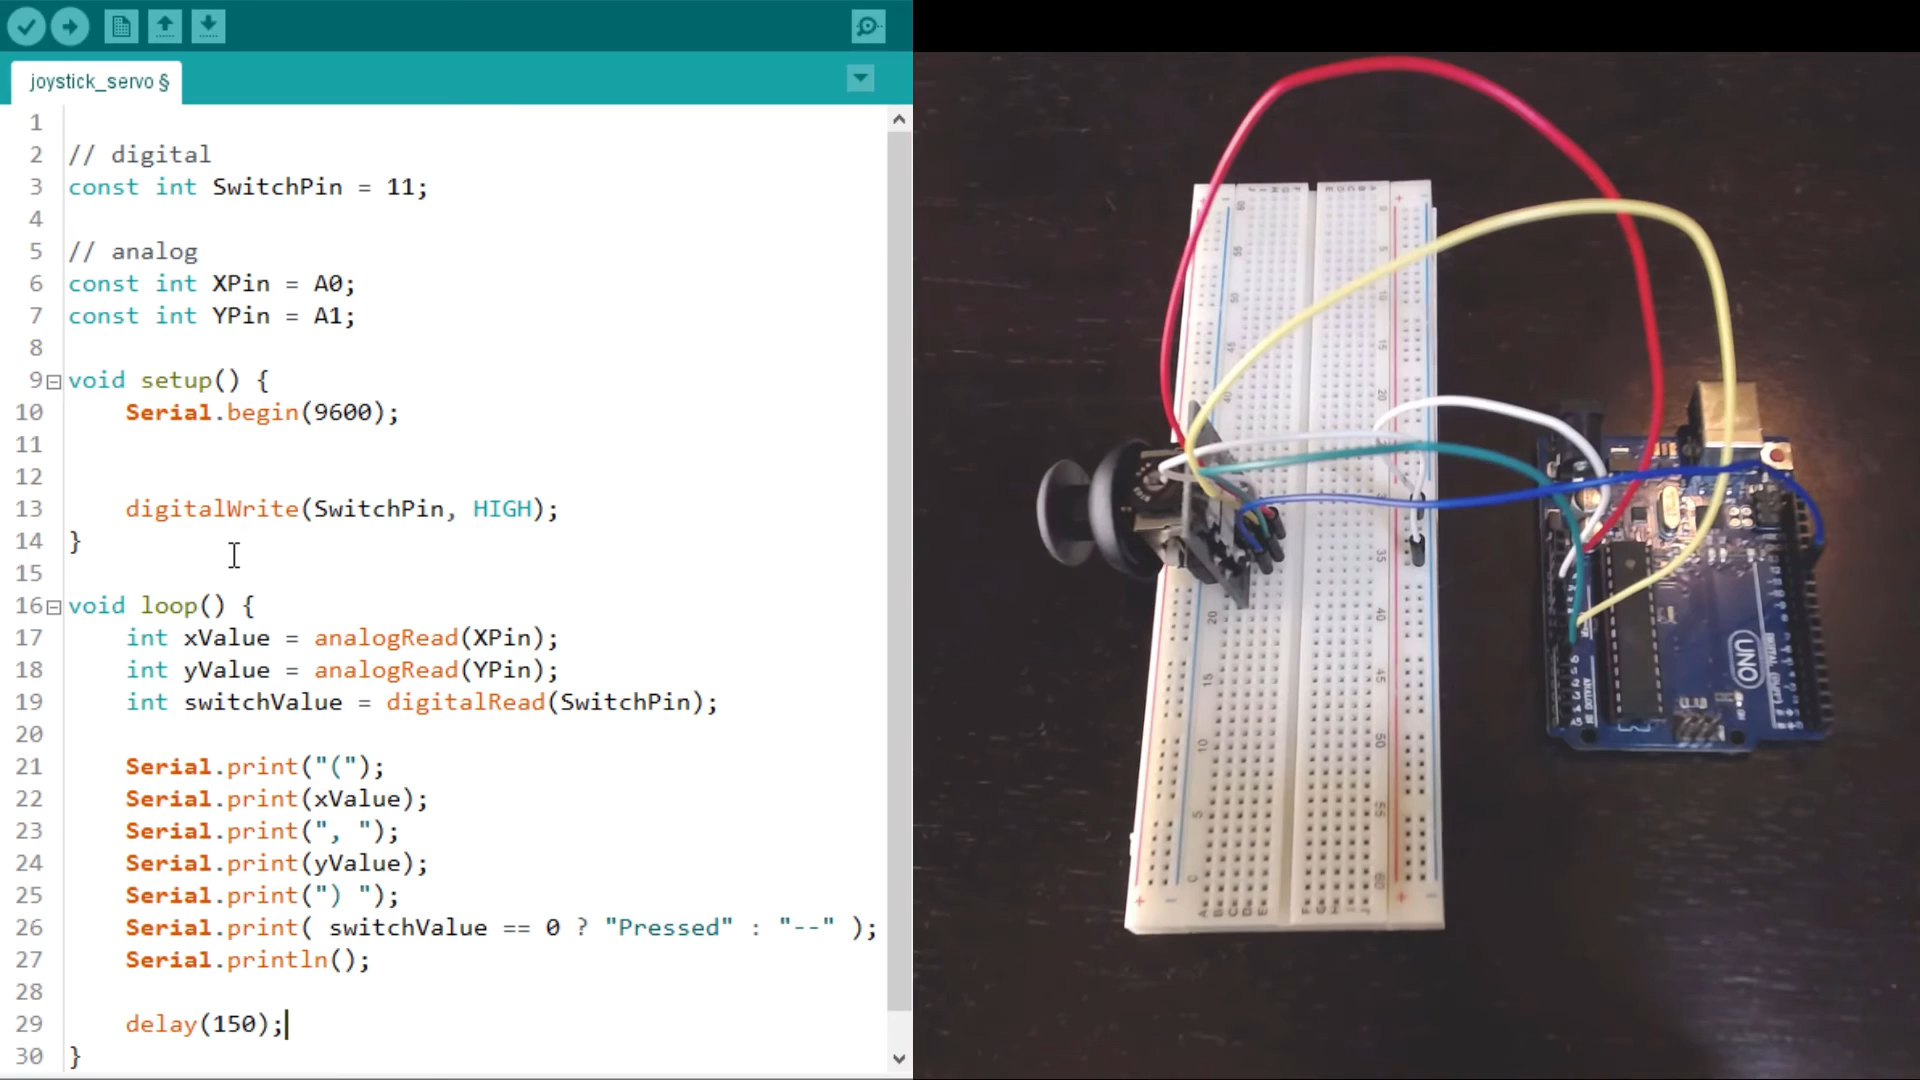 joystick_servo §
1
2 // digital
3 const int SwitchPin = 11;
4
5 // analog
6 const int XPin = A0;
7 const int YPin = A1;
8
9 void setup() {
10 Serial.begin(9600);
11
12
13 digitalWrite(SwitchPin, HIGH);
14 }
15
16 void loop() {
17 int xValue = analogRead(XPin);
18 int yValue = analogRead(YPin);
19 int switchValue = digitalRead(SwitchPin);
20
21 Serial.print("(");
22 Serial.print(xValue);
23 Serial.print(", ");
24 Serial.print(yValue);
25 Serial.print(") ");
26 Serial.print( switchValue == 0 ? "Pressed" : "--" );
27 Serial.println();
28
29 delay(150);
30 }
UNO